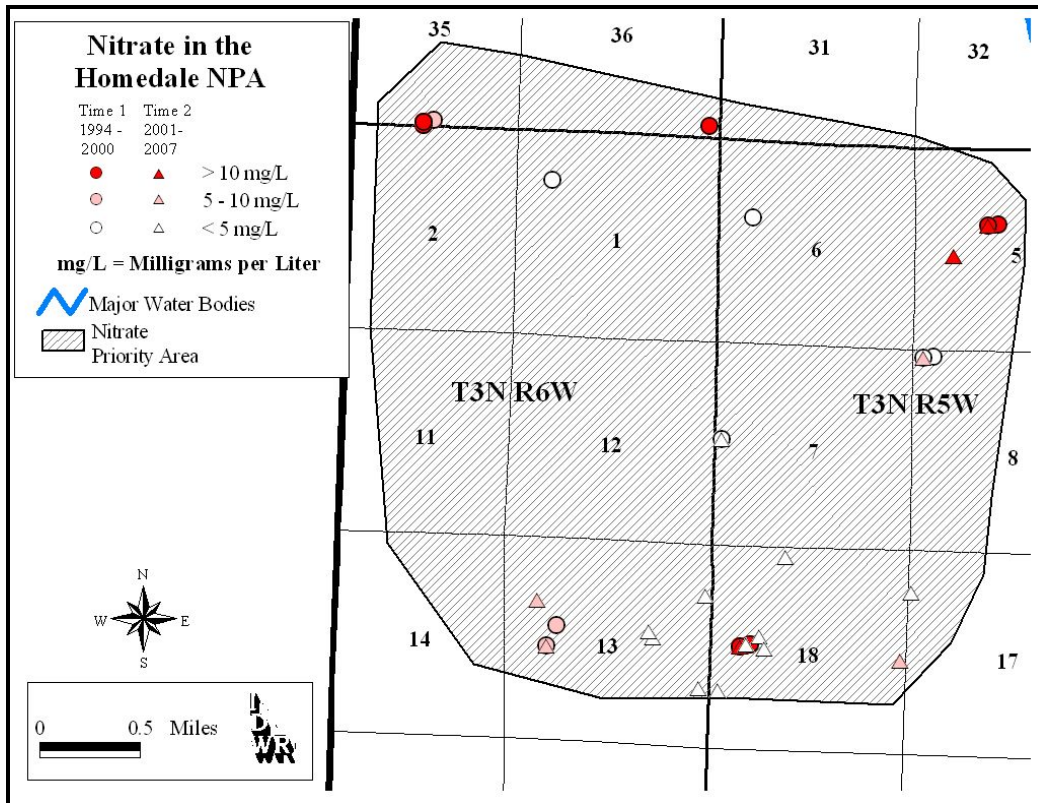 Nitrate in the
Homedale NPA
Time 1 Time 2
1994 - 2001-
2000 2007
> 10 mg/L
5 - 10 mg/L
< 5 mg/L
mg/L = Milligrams per Liter
Major Water Bodies
Nitrate
Priority Area
35 36 31 32
2 1 6 5
T3N R6W T3N R5W
11 12 7 8
14 13 18 17
N
W E
S
0 0.5 Miles
ID
WR